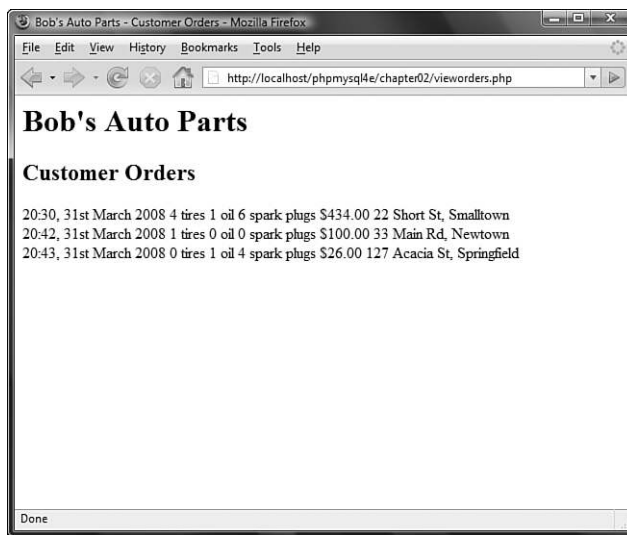 Bob's Auto Parts - Customer Orders - Mozilla Firefox
File Edit View History Bookmarks Tools Help
http://localhost/phpmysql4e/chapter02/vieworders.php
Bob's Auto Parts
Customer Orders
20:30, 31st March 2008 4 tires 1 oil 6 spark plugs $434.00 22 Short St, Smalltown
20:42, 31st March 2008 1 tires 0 oil 0 spark plugs $100.00 33 Main Rd, Newtown
20:43, 31st March 2008 0 tires 1 oil 4 spark plugs $26.00 127 Acacia St, Springfield
Done